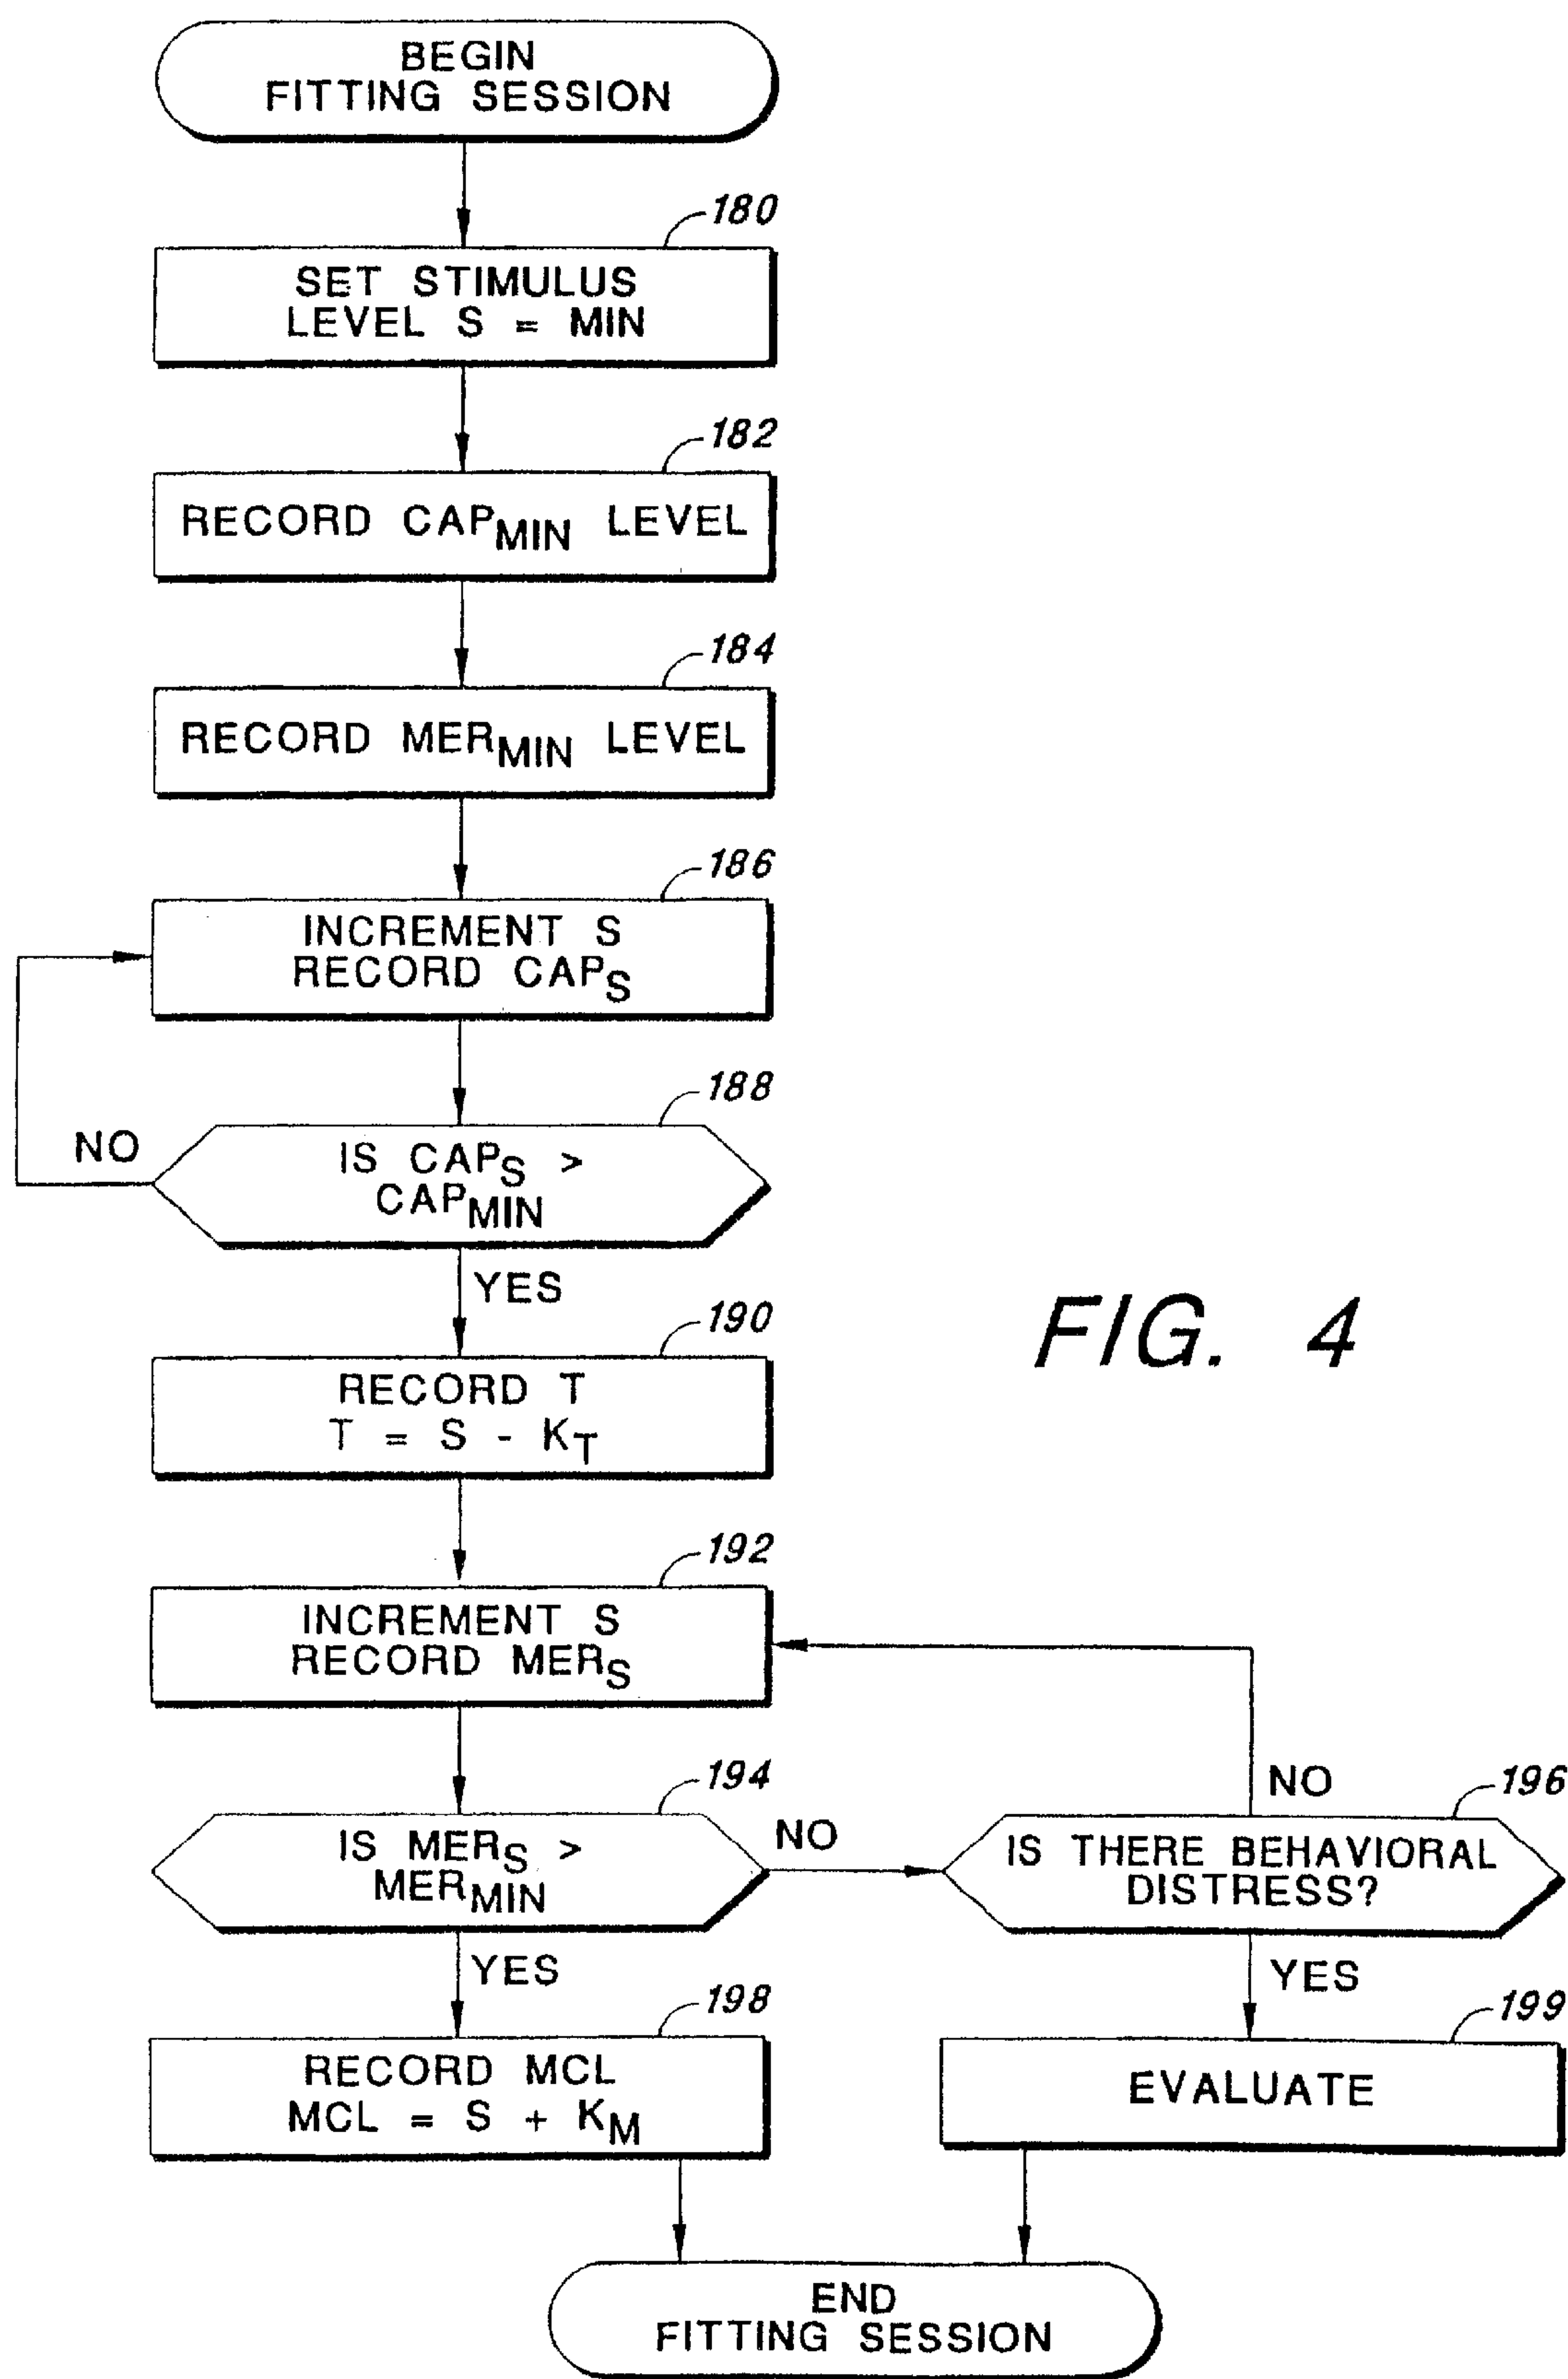 BEGIN
FITTING SESSION
180
SET STIMULUS
LEVEL S = MIN
182
RECORD CAPMIN LEVEL
184
RECORD MERMIN LEVEL
186
INCREMENT S
RECORD CAPS
188
IS CAPS >
CAPMIN
NO
YES
190
RECORD T
T = S - KT
FIG. 4
192
INCREMENT S
RECORD MERS
194
IS MERS >
MERMIN
NO
196
IS THERE BEHAVIORAL
DISTRESS?
NO
YES
YES
198
RECORD MCL
MCL = S + KM
199
EVALUATE
END
FITTING SESSION